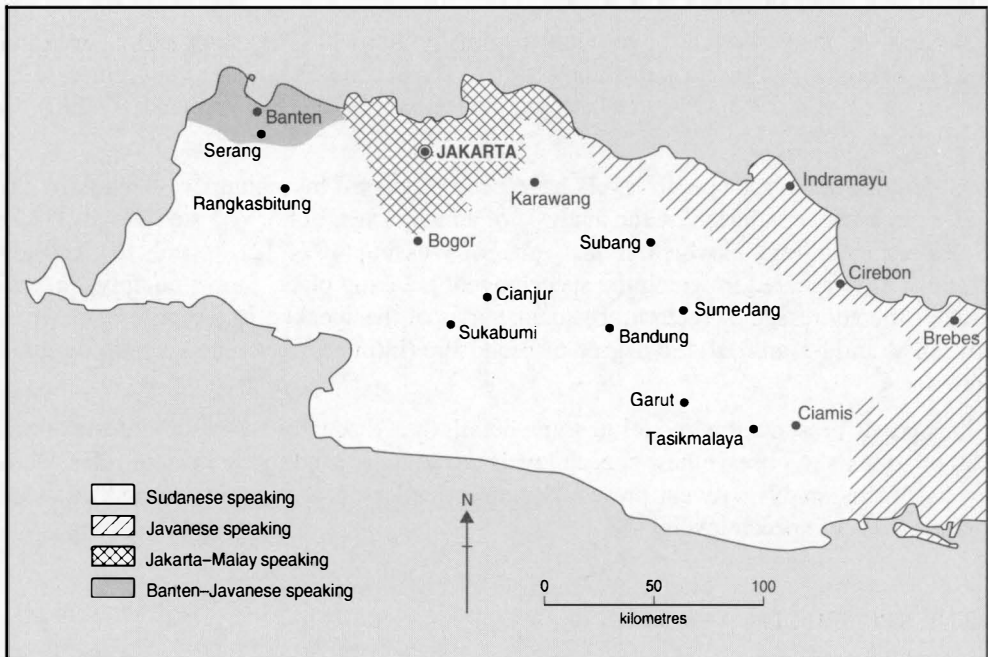 Banten
Serang
JAKARTA
Rangkasbitung
Karawang
Indramayu
Bogor
Subang
Cirebon
Cianjur
Sumedang
Sukabumi
Bandung
Brebes
Garut
Ciamis
Tasikmalaya
Sudanese speaking
Javanese speaking
Jakarta–Malay speaking
Banten–Javanese speaking
N
0 50 100
kilometres